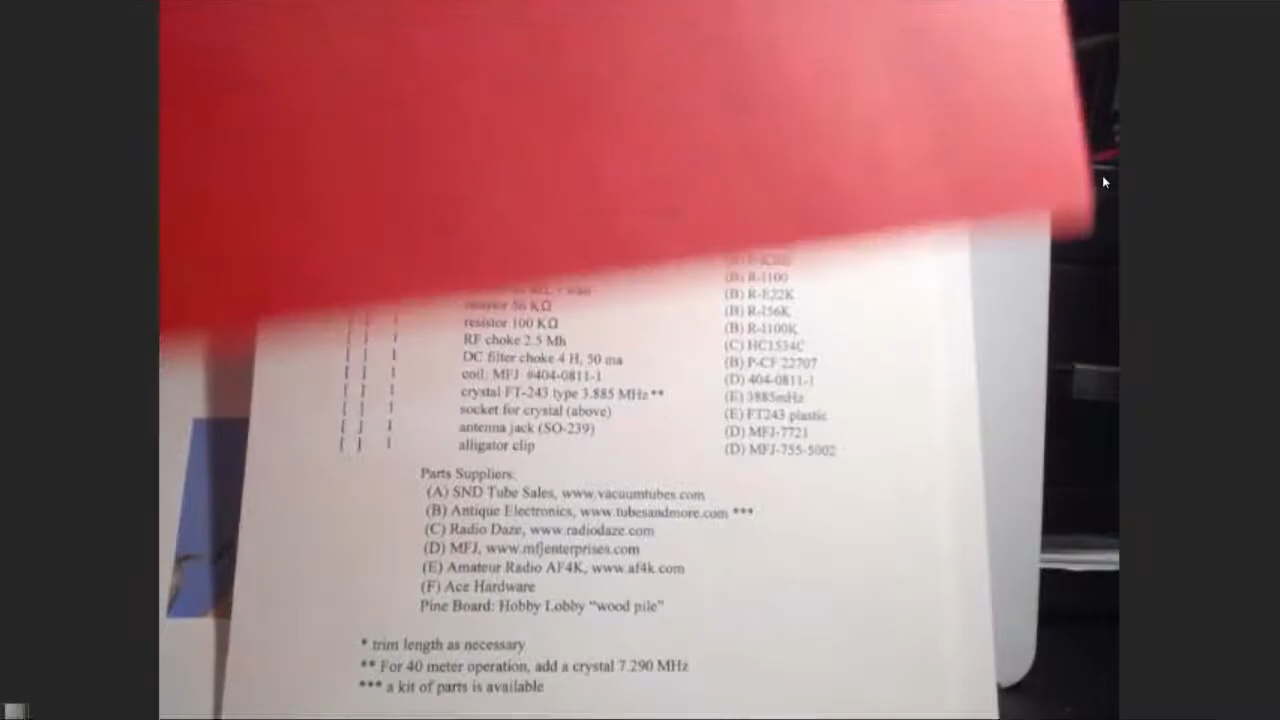 (B) R-I100
(B) R-E22K
resistor 56 KΩ (B) R-I56K
resistor 100 KΩ (B) R-I100K
[ ] ] RF choke 2.5 Mh (C) HC1534C
[ ] ] DC filter choke 4 H, 50 ma (B) P-CF 22707
[ ] ] coil: MFJ #404-0811-1 (D) 404-0811-1
[ ] ] crystal FT-243 type 3.885 MHz ** (E) 3885mHz
[ ] ] socket for crystal (above) (E) FT243 plastic
[ ] ] antenna jack (SO-239) (D) MFJ-7721
[ ] ] alligator clip (D) MFJ-755-5002
Parts Suppliers:
(A) SND Tube Sales, www.vacuumtubes.com
(B) Antique Electronics, www.tubesandmore.com ***
(C) Radio Daze, www.radiodaze.com
(D) MFJ, www.mfjenterprises.com
(E) Amateur Radio AF4K, www.af4k.com
(F) Ace Hardware
Pine Board: Hobby Lobby “wood pile”
* trim length as necessary
** For 40 meter operation, add a crystal 7.290 MHz
*** a kit of parts is available